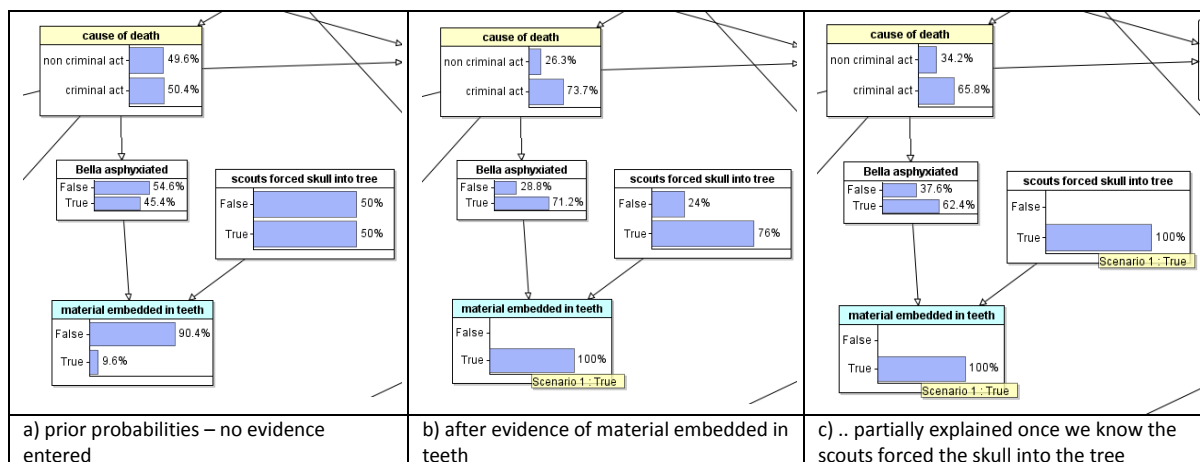 cause of death
non criminal act
49.6%
criminal act
50.4%
Bella asphyxiated
False
54.6%
True
45.4%
scouts forced skull into tree
False
50%
True
50%
material embedded in teeth
False
90.4%
True
9.6%
a) prior probabilities – no evidence
entered
cause of death
non criminal act
26.3%
criminal act
73.7%
Bella asphyxiated
False
28.8%
True
71.2%
scouts forced skull into tree
False
24%
True
76%
material embedded in teeth
False
True
100%
Scenario 1 : True
b) after evidence of material embedded in
teeth
cause of death
non criminal act
34.2%
criminal act
65.8%
Bella asphyxiated
False
37.6%
True
62.4%
scouts forced skull into tree
False
True
100%
Scenario 1 : True
material embedded in teeth
False
True
100%
Scenario 1 : True
c) .. partially explained once we know the
scouts forced the skull into the tree